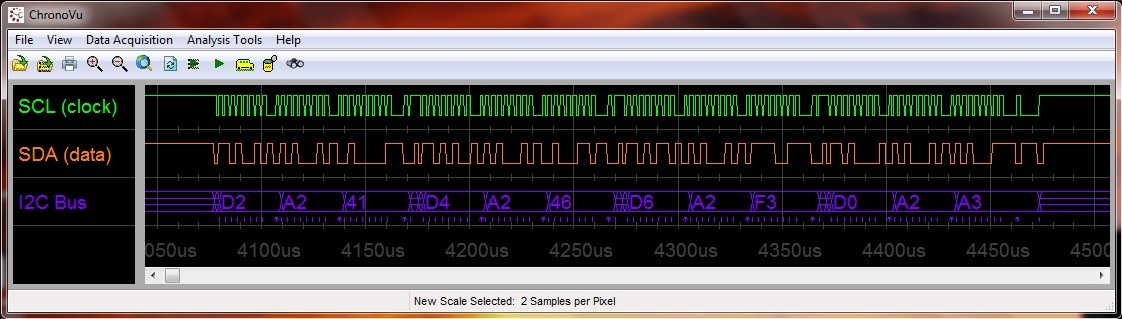 ChronoVu
File View Data Acquisition Analysis Tools Help
SCL (clock)
SDA (data)
I2C Bus D2 A2 41 D4 A2 46 D6 A2 F3 D0 A2 A3
050us 4100us 4150us 4200us 4250us 4300us 4350us 4400us 4450us 4500
New Scale Selected: 2 Samples per Pixel